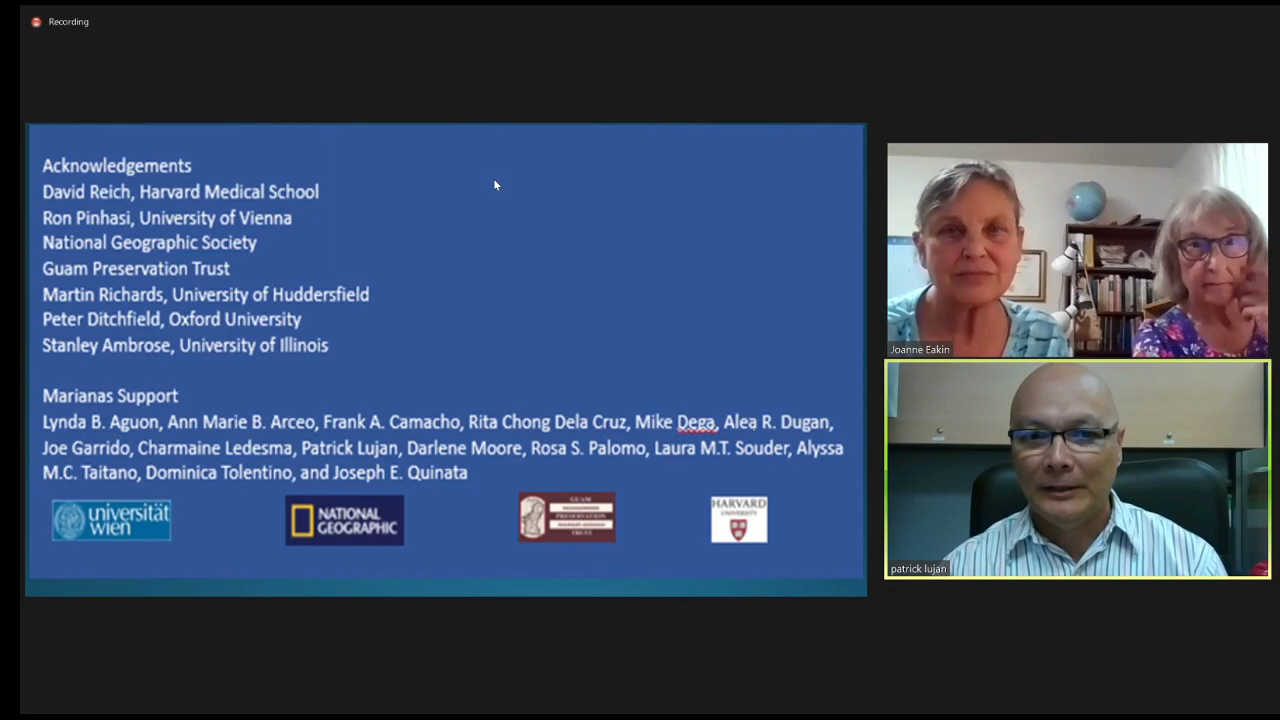 Recording
Acknowledgements
David Reich, Harvard Medical School
Ron Pinhasi, University of Vienna
National Geographic Society
Guam Preservation Trust
Martin Richards, University of Huddersfield
Peter Ditchfield, Oxford University
Stanley Ambrose, University of Illinois
Marianas Support
Lynda B. Aguon, Ann Marie B. Arceo, Frank A. Camacho, Rita Chong Dela Cruz, Mike Dega, Alea R. Dugan,
Joe Garrido, Charmaine Ledesma, Patrick Lujan, Darlene Moore, Rosa S. Palomo, Laura M.T. Souder, Alyssa
M.C. Taitano, Dominica Tolentino, and Joseph E. Quinata
universität
wien
NATIONAL
GEOGRAPHIC
GUAM
PRESERVATION
TRUST
HARVARD
UNIVERSITY
Joanne Eakin
patrick lujan